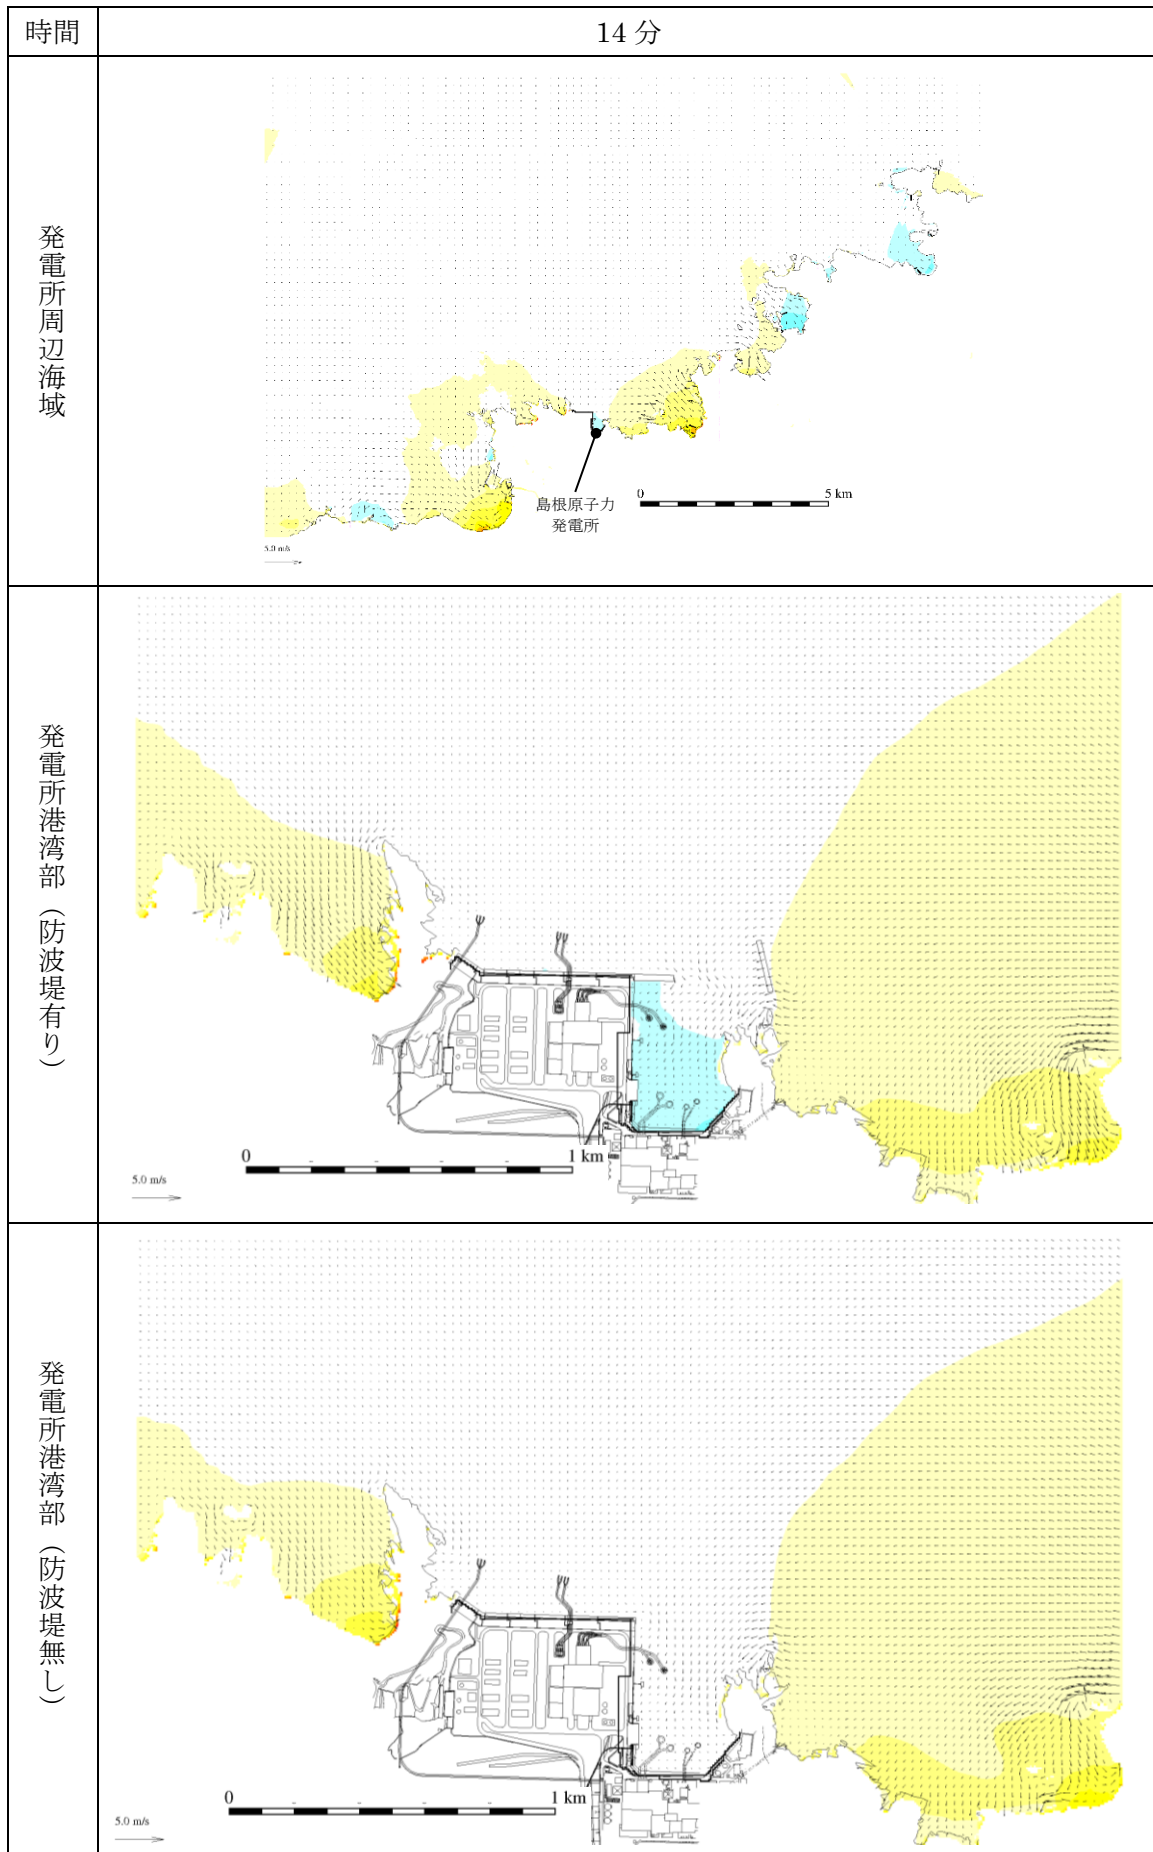 時間
14 分
発電所周辺海域
島根原子力
発電所
0
5 km
5.0 m/s
発電所港湾部（防波堤有り）
0
1 km
5.0 m/s
発電所港湾部（防波堤無し）
0
1 km
5.0 m/s